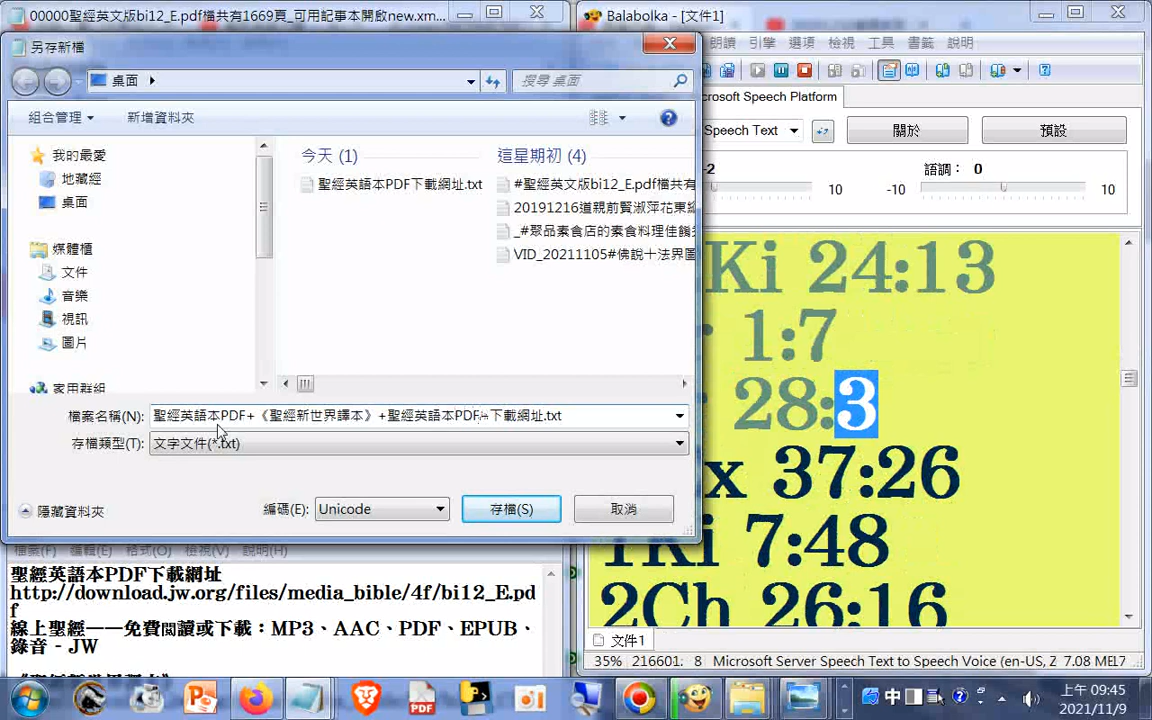 00000聖經英文版bi12_E.pdf檔共有1669頁_可用記事本開啟new.xm...
另存新檔
桌面
搜尋 桌面
組合管理
新增資料夾
我的最愛
地藏經
桌面
媒體櫃
文件
音樂
視訊
圖片
家用群組
今天 (1)
聖經英語本PDF下載網址.txt
這星期初 (4)
#聖經英文版bi12_E.pdf檔共有
20191216道親前賢淑萍花東
_#聚品素食店的素食料理佳餚
VID_20211105#佛說十法界圖
檔案名稱(N):
聖經英語本PDF+《聖經新世界譯本》+聖經英語本PDF+下載網址.txt
存檔類型(T):
文字文件(*.txt)
隱藏資料夾
編碼(E):
Unicode
存檔(S)
取消
檔案(F) 編輯(E) 格式(O) 檢視(V) 說明(H)
聖經英語本PDF下載網址
http://download.jw.org/files/media_bible/4f/bi12_E.pd
f
線上聖經——免費閱讀或下載：MP3、AAC、PDF、EPUB、
錄音 - JW
Balabolka - [文件1]
朗讀 引擎 選項 檢視 工具 書籤 說明
crosoft Speech Platform
Speech Text
關於
預設
-2
10
語調： 0
-10
10
Ki 24:13
1:7
28:3
x 37:26
1Ki 7:48
2Ch 26:16
文件1
35%
216601: 8
Microsoft Server Speech Text to Speech Voice (en-US, Z
7.08 МЕ17
中
上午 09:45
2021/11/9